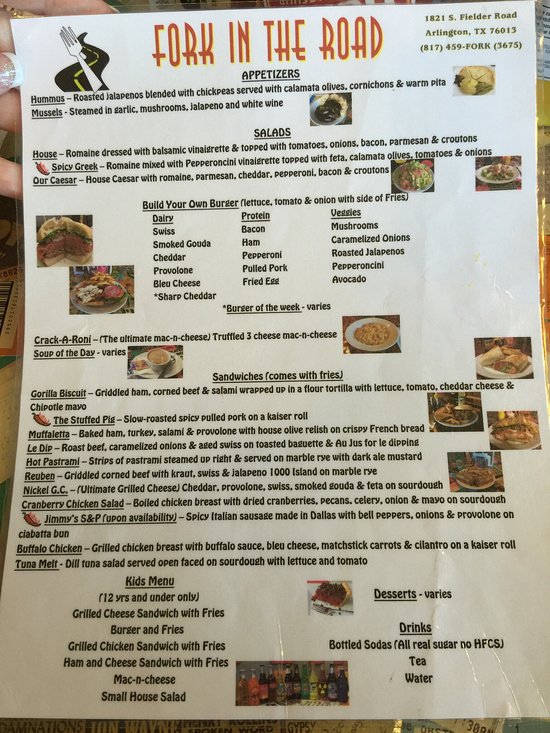 FORK IN THE ROAD
1821 S. Fielder Road
Arlington, TX 76013
(817) 459-FORK (3675)
APPETIZERS
Hummus – Roasted Jalapenos blended with chickpeas served with calamata olives, cornichons & warm pita
Mussels - Steamed in garlic, mushrooms, jalapeno and white wine
SALADS
House – Romaine dressed with balsamic vinaigrette & topped with tomatoes, onions, bacon, parmesan & croutons
Spicy Greek - Romaine mixed with Pepperoncini vinaigrette topped with feta, calamata olives, tomatoes & onions
Our Caesar – House Caesar with romaine, parmesan, cheddar, pepperoni, bacon & croutons
Build Your Own Burger (lettuce, tomato & onion with side of Fries)
Dairy Protein Veggies
Swiss Bacon Mushrooms
Smoked Gouda Ham Caramelized Onions
Cheddar Pepperoni Roasted Jalapenos
Provolone Pulled Pork Pepperoncini
Bleu Cheese Fried Egg Avocado
*Sharp Cheddar
*Burger of the week - varies
Crack-A-Roni – (The ultimate mac-n-cheese) Truffled 3 cheese mac-n-cheese
Soup of the Day - varies
Sandwiches (comes with fries)
Gorilla Biscuit – Griddled ham, corned beef & salami wrapped up in a flour tortilla with lettuce, tomato, cheddar cheese &
Chipotle mayo
The Stuffed Pig – Slow-roasted spicy pulled pork on a kaiser roll
Muffaletta – Baked ham, turkey, salami & provolone with house olive relish on crispy French bread
Le Dip – Roast beef, caramelized onions & aged swiss on toasted baguette & Au Jus for le dipping
Hot Pastrami – Strips of pastrami steamed up right & served on marble rye with dark ale mustard
Reuben – Griddled corned beef with kraut, swiss & Jalapeno 1000 Island on marble rye
Nickel G.C. – (Ultimate Grilled Cheese) Cheddar, provolone, swiss, smoked gouda & feta on sourdough
Cranberry Chicken Salad – Boiled chicken breast with dried cranberries, pecans, celery, onion & mayo on sourdough
Jimmy's S&P (upon availability) – Spicy Italian sausage made in Dallas with bell peppers, onions & provolone on
ciabatta bun
Buffalo Chicken – Grilled chicken breast with buffalo sauce, bleu cheese, matchstick carrots & cilantro on a kaiser roll
Tuna Melt - Dill tuna salad served open faced on sourdough with lettuce and tomato
Kids Menu
(12 yrs and under only)
Grilled Cheese Sandwich with Fries
Burger and Fries
Grilled Chicken Sandwich with Fries
Ham and Cheese Sandwich with Fries
Mac-n-cheese
Small House Salad
Desserts - varies
Drinks
Bottled Sodas (All real sugar no HFCS)
Tea
Water